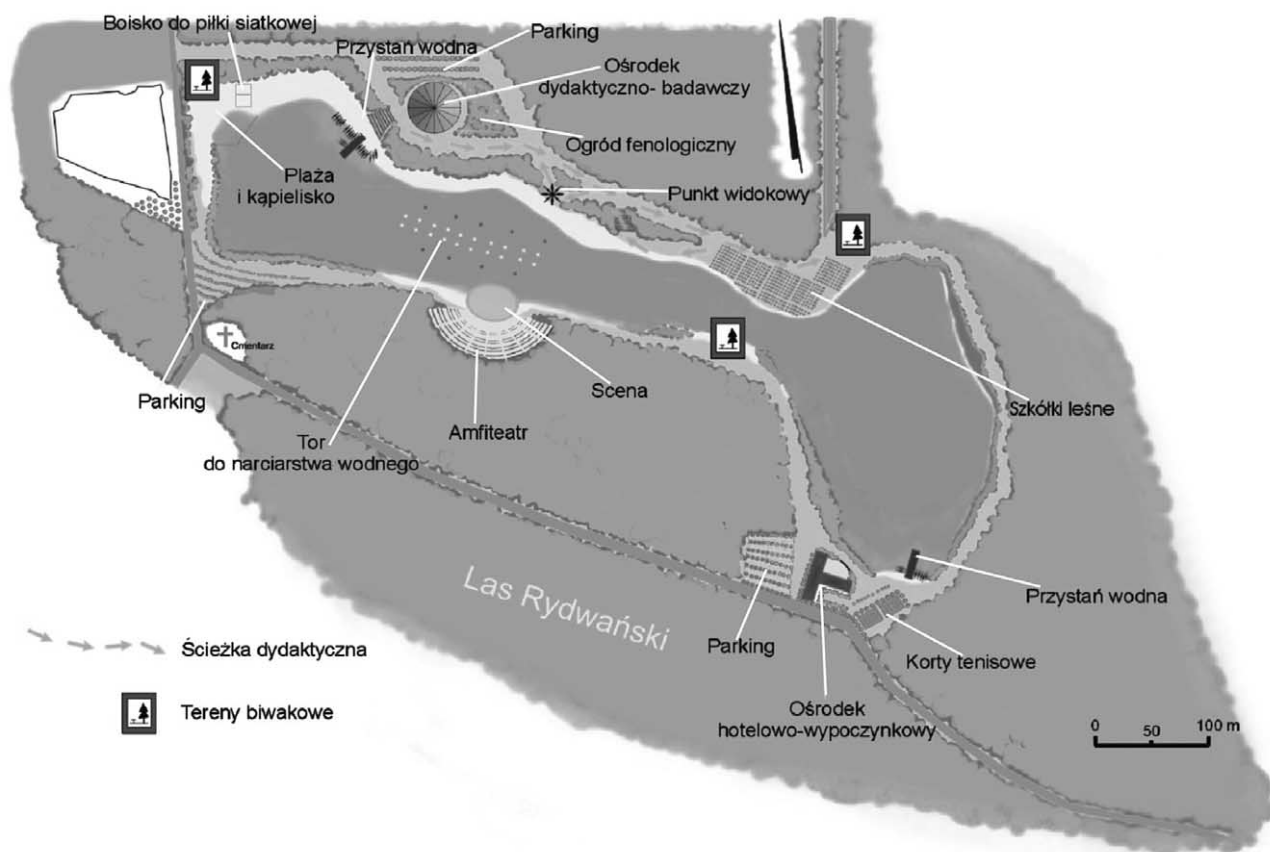 Boisko do piłki siatkowej
Przystań wodna
Parking
Ośrodek
dydaktyczno- badawczy
Ogród fenologiczny
Plaża
i kąpielisko
Punkt widokowy
cmentarz
Parking
Scena
Szkółki leśne
Amfiteatr
Tor
do narciarstwa wodnego
Las Rydwański
Przystań wodna
Parking
Korty tenisowe
Ośrodek
hotelowo-wypoczynkowy
Ścieżka dydaktyczna
Tereny biwakowe
0 50 100 m